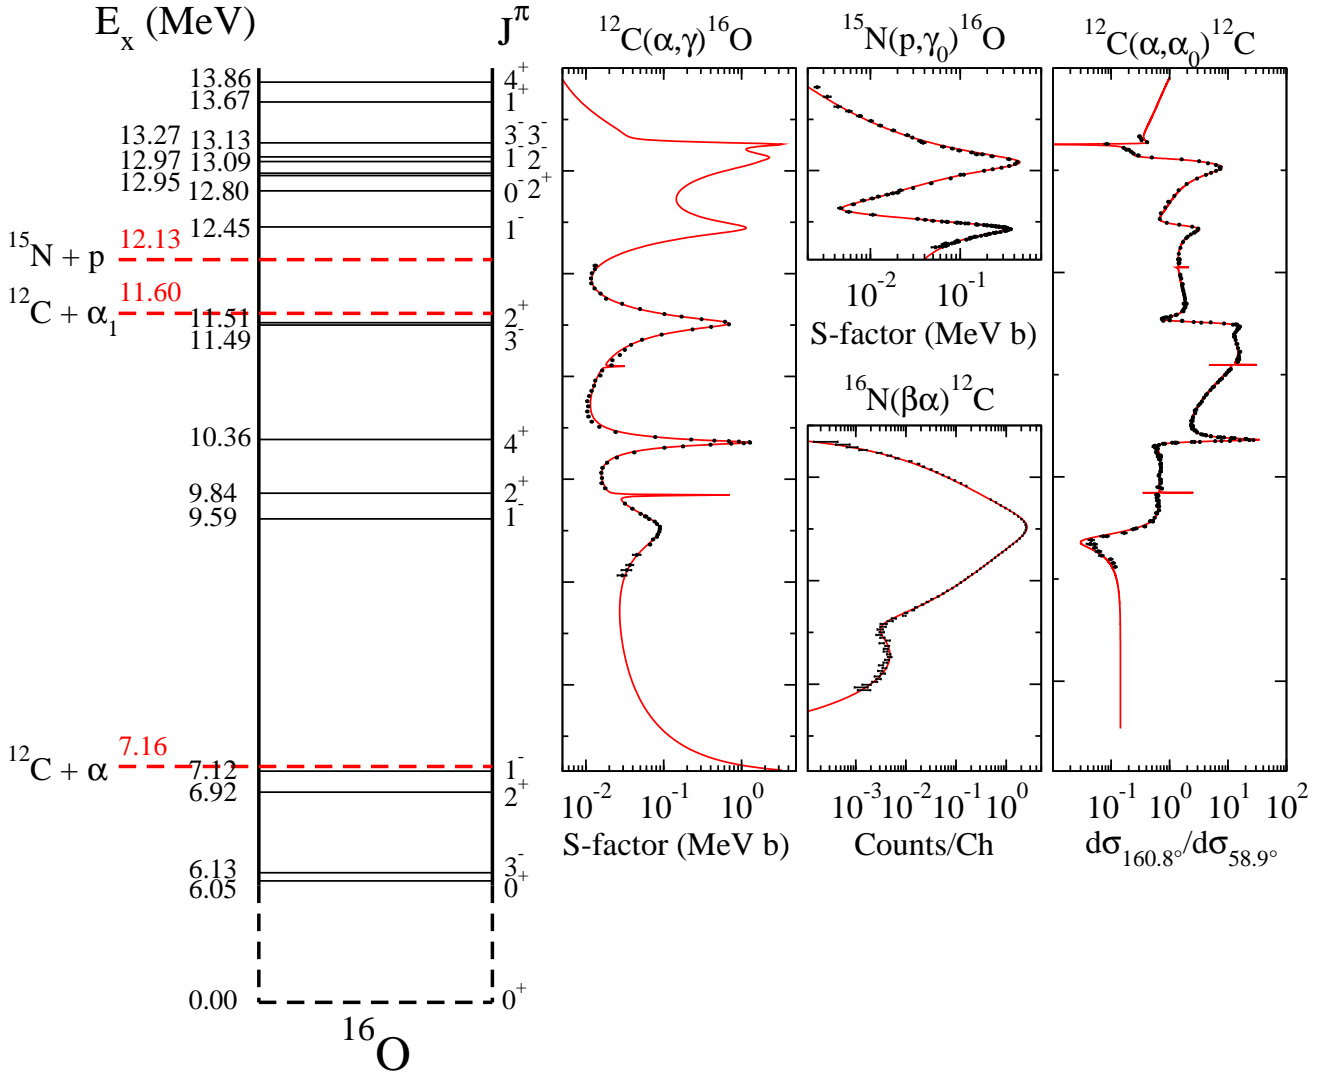 E_x (MeV)
J^π
^12C(α,γ)^16O
^15N(p,γ_0)^16O
^12C(α,α_0)^12C
13.86 4^+
13.67 1^+
13.27 13.13 3^- 3^-
12.97 13.09 1^- 2^-
12.95 12.80 0^- 2^+
12.45 1^-
^15N + p 12.13
^12C + α_1 11.60
11.51 2^+
11.49 3^-
10.36 4^+
9.84 2^+
9.59 1^-
^12C + α 7.16
7.12 1^-
6.92 2^+
6.13 3^-
6.05 0^+
0.00 0^+
^16O
10^-2 10^-1
S-factor (MeV b)
^16N(βα)^12C
10^-2 10^-1 10^0
S-factor (MeV b)
10^-3 10^-2 10^-1 10^0
Counts/Ch
10^-1 10^0 10^1 10^2
dσ_160.8°/dσ_58.9°